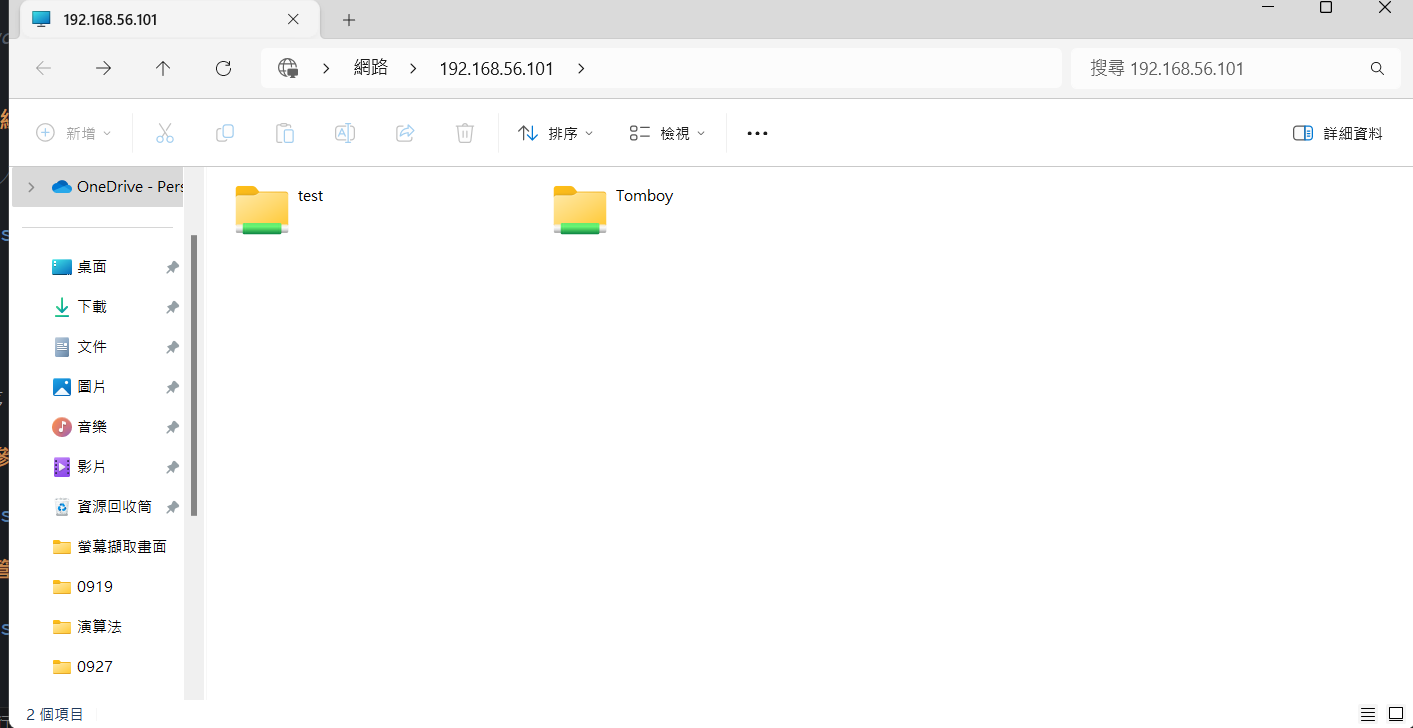 192.168.56.101
網路
192.168.56.101
搜尋 192.168.56.101
新增
排序
檢視
詳細資料
OneDrive - Pers
test
Tomboy
桌面
下載
文件
圖片
音樂
影片
資源回收筒
螢幕擷取畫面
0919
演算法
0927
2 個項目